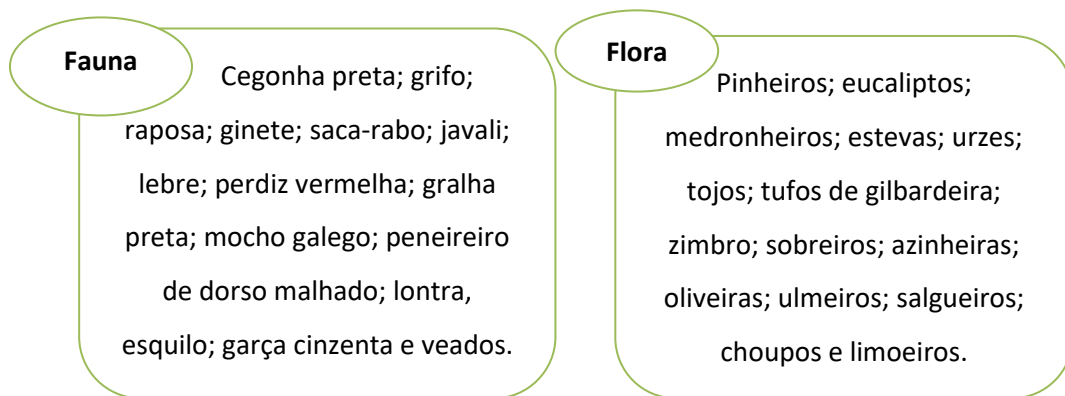 Fauna
Cegonha preta; grifo;
raposa; ginete; saca-rabo; javali;
lebre; perdiz vermelha; gralha
preta; mocho galego; peneireiro
de dorso malhado; lontra,
esquilo; garça cinzenta e veados.
Flora
Pinheiros; eucaliptos;
medronheiros; estevas; urzes;
tojos; tufos de gilbardeira;
zimbro; sobreiros; azinheiras;
oliveiras; ulmeiros; salgueiros;
choupos e limoeiros.